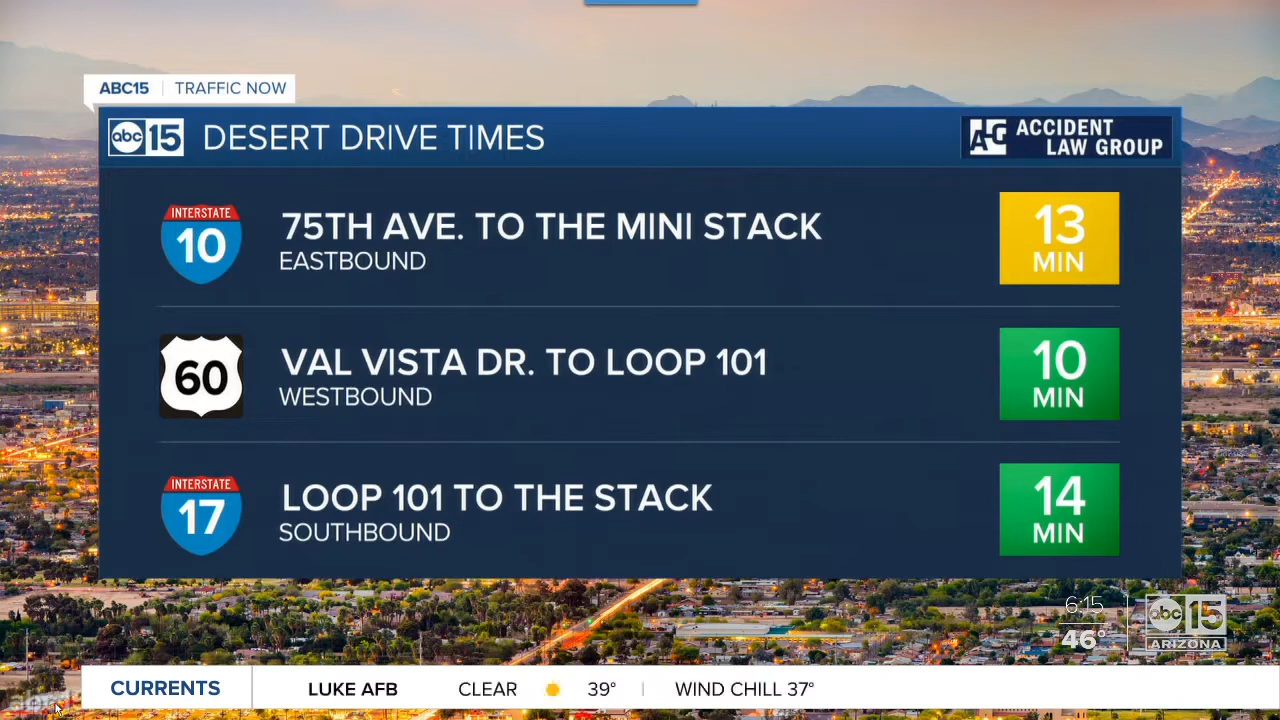 ABC15 | TRAFFIC NOW
abc 15 DESERT DRIVE TIMES
ALG ACCIDENT
LAW GROUP
INTERSTATE
10
75TH AVE. TO THE MINI STACK
EASTBOUND
13
MIN
60
VAL VISTA DR. TO LOOP 101
WESTBOUND
10
MIN
INTERSTATE
17
LOOP 101 TO THE STACK
SOUTHBOUND
14
MIN
6:15
46°
abc 15
ARIZONA
CURRENTS
LUKE AFB CLEAR 39° | WIND CHILL 37°